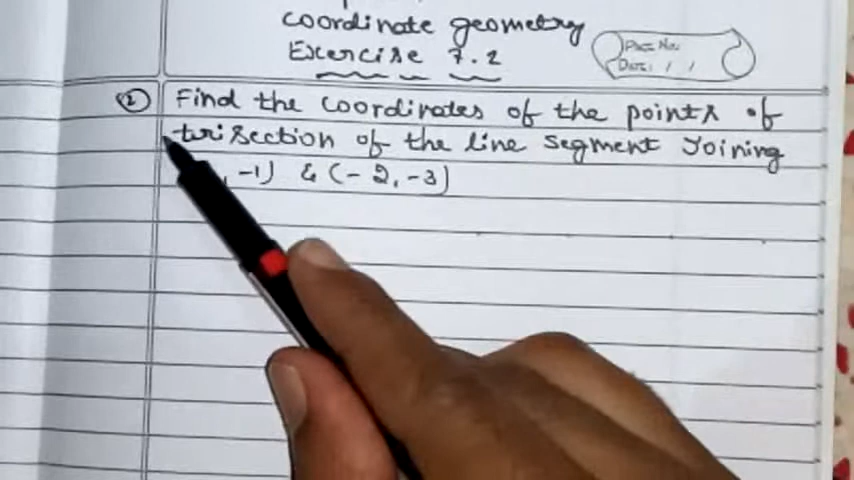 coordinate geometry
Exercise 7.2
Page No:
Date: / /
(2) Find the coordinates of the points of
trisection of the line segment Joining
, -1) & (- 2, -3)